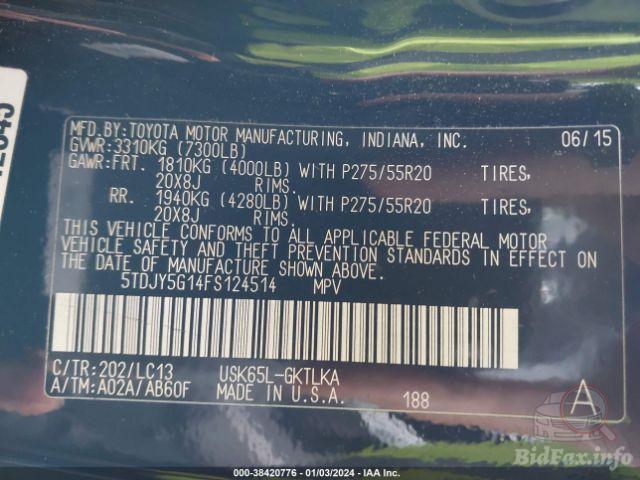 MFD.BY:TOYOTA MOTOR MANUFACTURING, INDIANA, INC. 06/15
GVWR:3310KG (7300LB)
GAWR:FRT. 1810KG (4000LB) WITH P275/55R20 TIRES,
20X8J RIMS.
RR. 1940KG (4280LB) WITH P275/55R20 TIRES,
20X8J RIMS.
THIS VEHICLE CONFORMS TO ALL APPLICABLE FEDERAL MOTOR
VEHICLE SAFETY AND THEFT PREVENTION STANDARDS IN EFFECT ON
THE DATE OF MANUFACTURE SHOWN ABOVE.
5TDJY5G14FS124514 MPV
C/TR:202/LC13 USK65L-GKTLKA
A/TM:A02A/AB60F MADE IN U.S.A. 188
A
BidFax.info
000-38420776 - 01/03/2024 - IAA Inc.